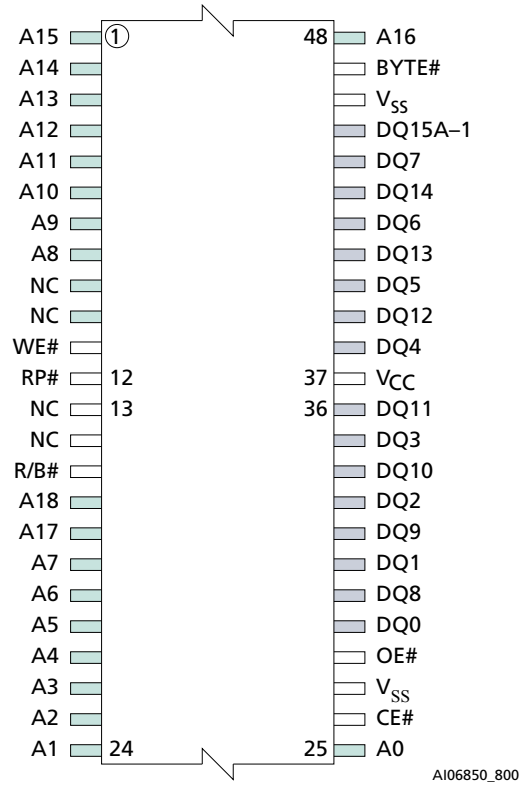 A15 1 48 A16
A14 BYTE#
A13 VSS
A12 DQ15A–1
A11 DQ7
A10 DQ14
A9 DQ6
A8 DQ13
NC DQ5
NC DQ12
WE# DQ4
RP# 12 37 VCC
NC 13 36 DQ11
NC DQ3
R/B# DQ10
A18 DQ2
A17 DQ9
A7 DQ1
A6 DQ8
A5 DQ0
A4 OE#
A3 VSS
A2 CE#
A1 24 25 A0
AI06850_800